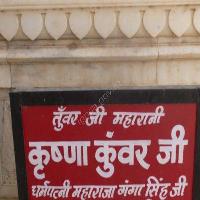 तुँवर जी महारानी
कृष्णा कुंवर जी
धर्मपत्नी महाराजा गंगा सिंह जी